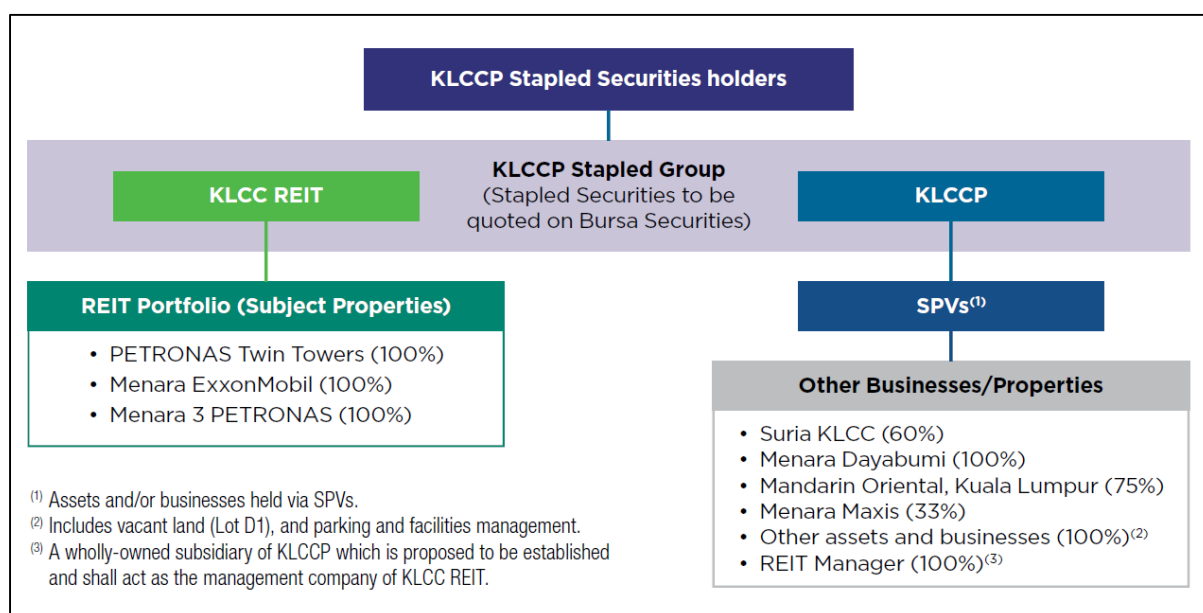 KLCCP Stapled Securities holders
KLCCP Stapled Group
(Stapled Securities to be
quoted on Bursa Securities)
KLCC REIT
KLCCP
REIT Portfolio (Subject Properties)
• PETRONAS Twin Towers (100%)
• Menara ExxonMobil (100%)
• Menara 3 PETRONAS (100%)
SPVs(1)
Other Businesses/Properties
• Suria KLCC (60%)
• Menara Dayabumi (100%)
• Mandarin Oriental, Kuala Lumpur (75%)
• Menara Maxis (33%)
• Other assets and businesses (100%)(2)
• REIT Manager (100%)(3)
(1) Assets and/or businesses held via SPVs.
(2) Includes vacant land (Lot D1), and parking and facilities management.
(3) A wholly-owned subsidiary of KLCCP which is proposed to be established
and shall act as the management company of KLCC REIT.